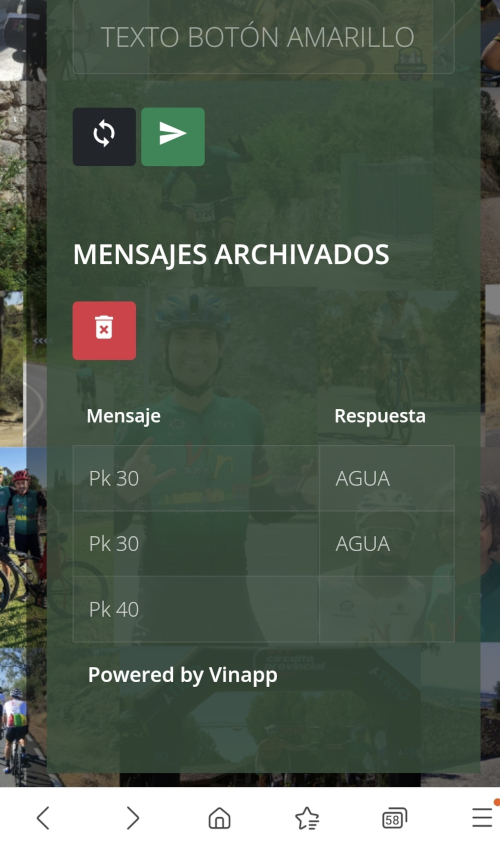 TEXTO BOTÓN AMARILLO
MENSAJES ARCHIVADOS
Mensaje Respuesta
Pk 30 AGUA
Pk 30 AGUA
Pk 40
Powered by Vinapp
58